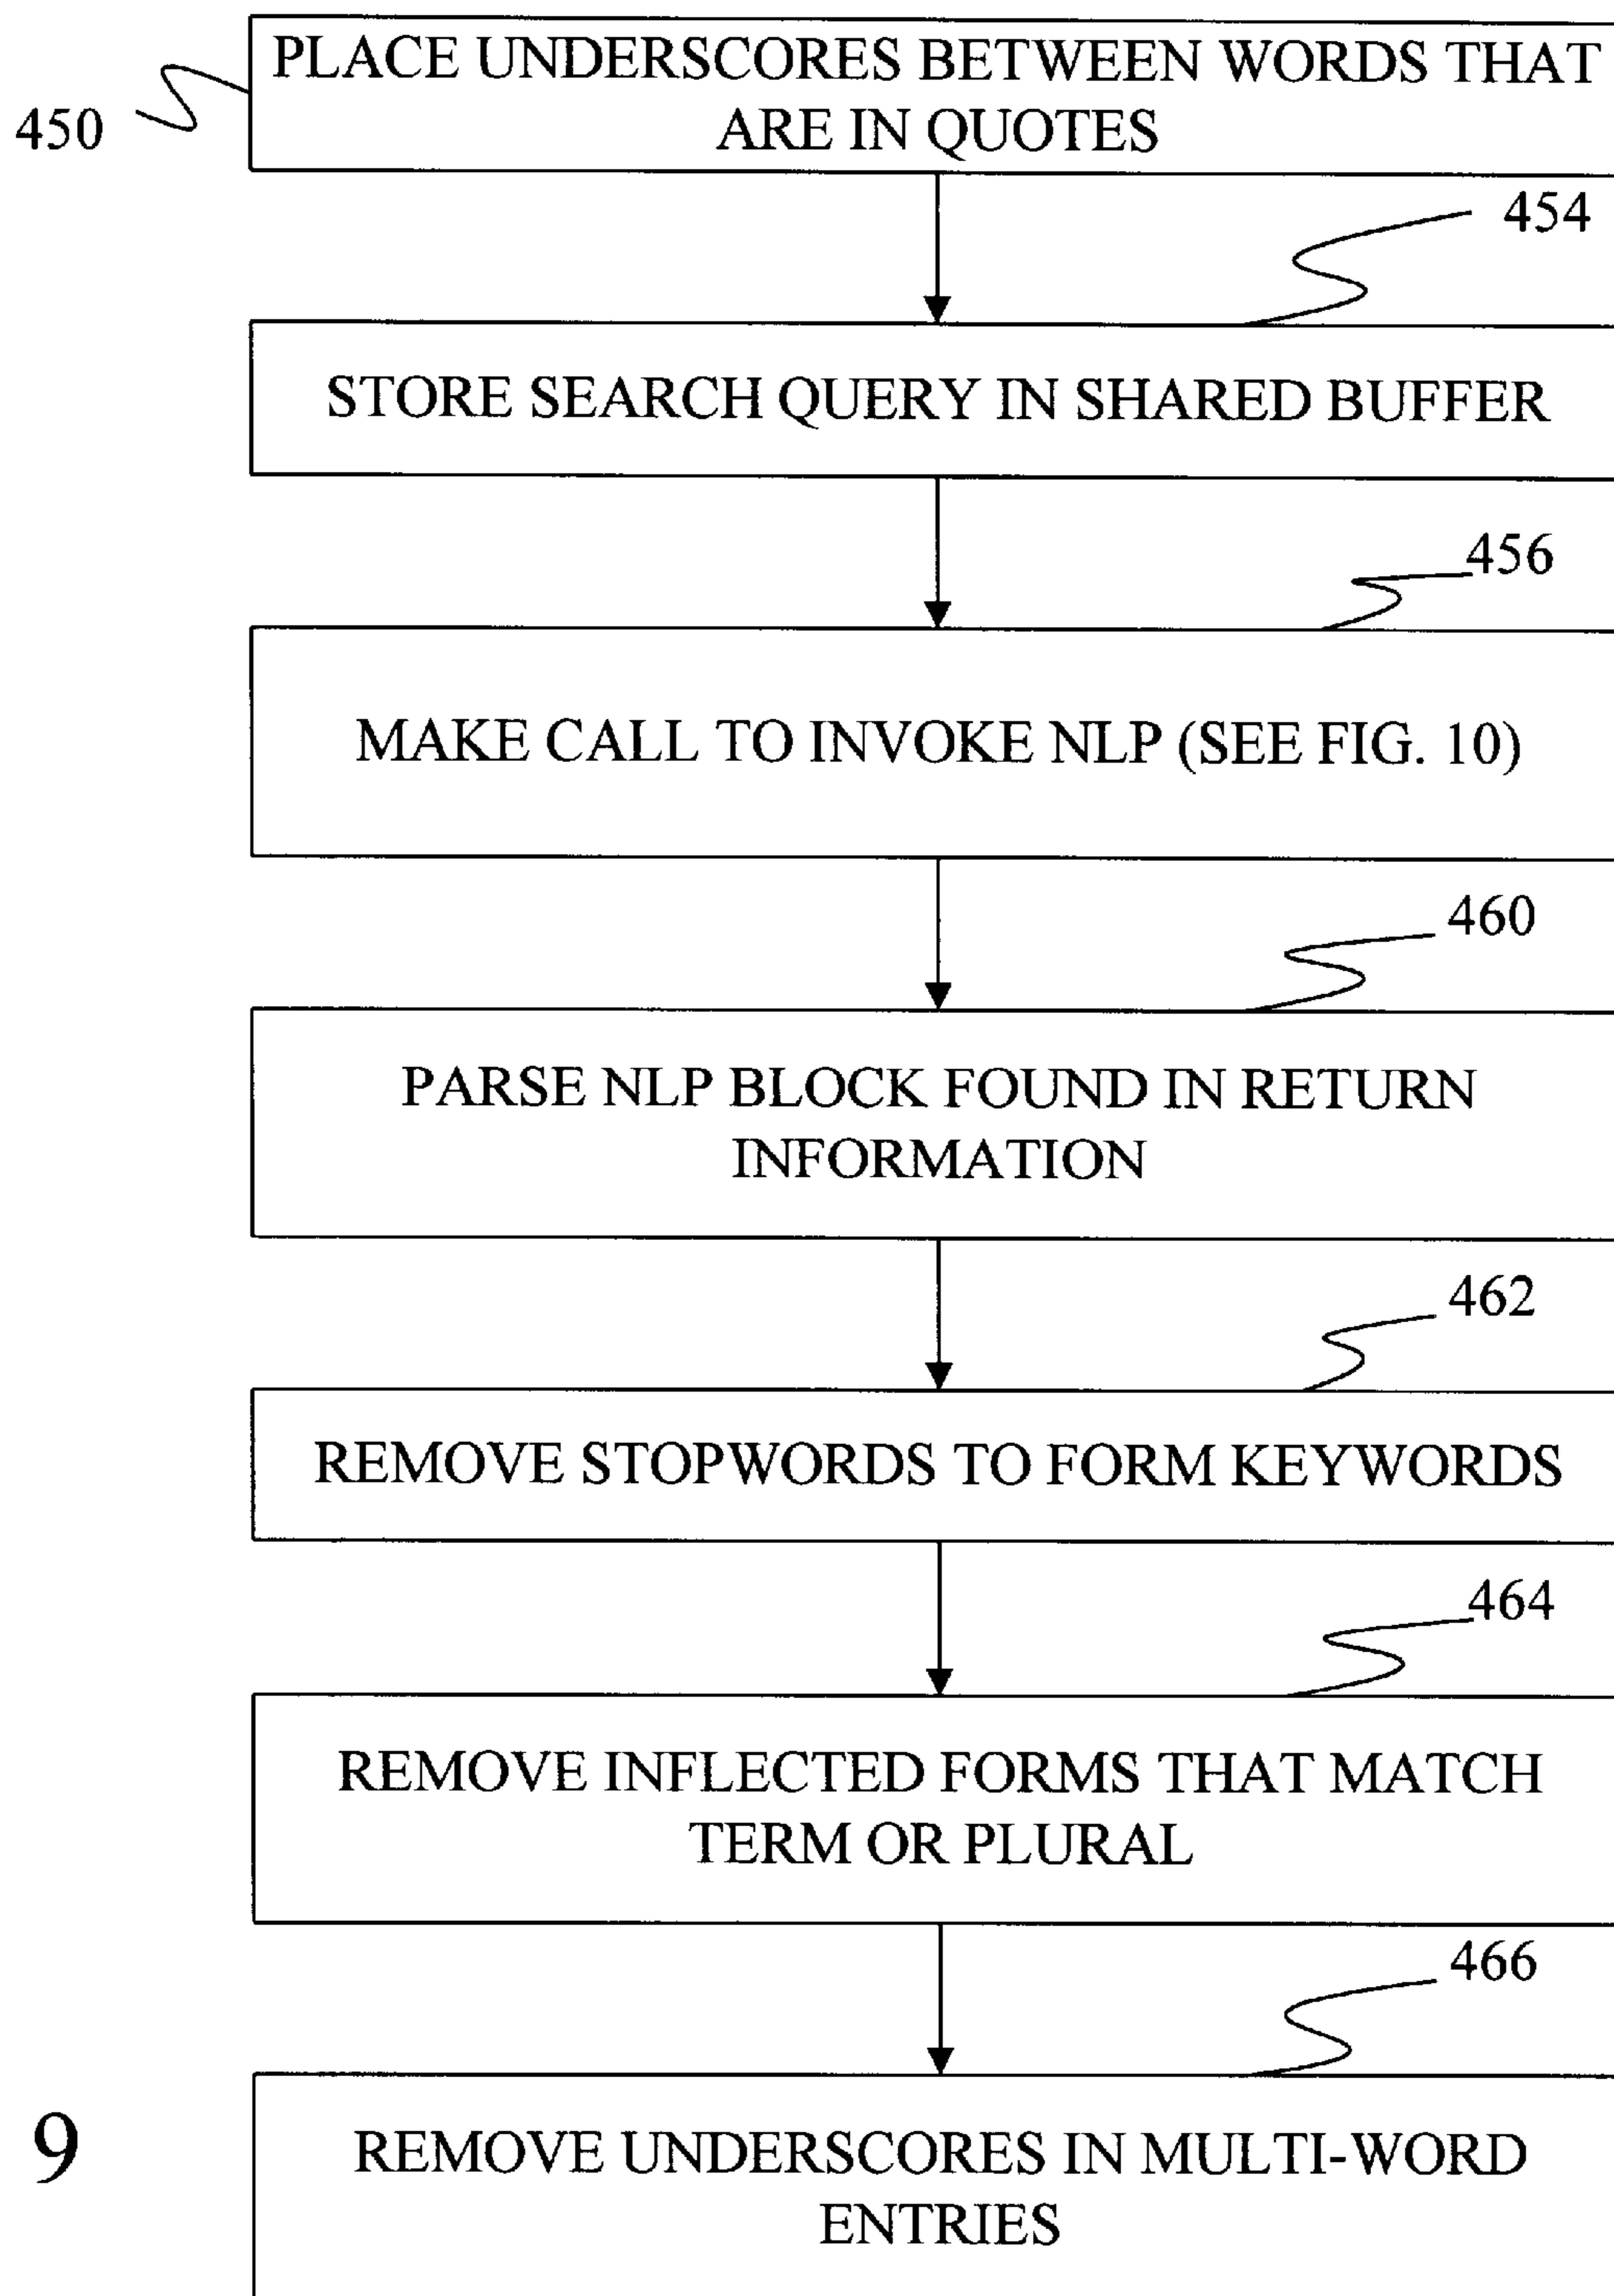 PLACE UNDERSCORES BETWEEN WORDS THAT
ARE IN QUOTES
450
454
STORE SEARCH QUERY IN SHARED BUFFER
456
MAKE CALL TO INVOKE NLP (SEE FIG. 10)
460
PARSE NLP BLOCK FOUND IN RETURN
INFORMATION
462
REMOVE STOPWORDS TO FORM KEYWORDS
464
REMOVE INFLECTED FORMS THAT MATCH
TERM OR PLURAL
466
9
REMOVE UNDERSCORES IN MULTI-WORD
ENTRIES